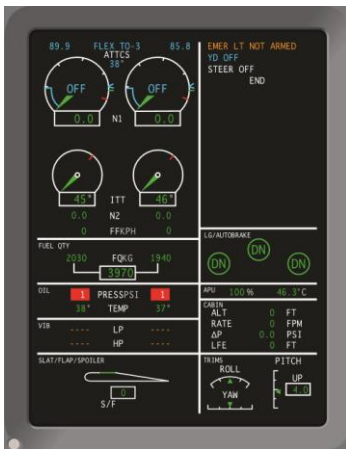 89.9 FLEX TO-3 85.8
ATTCS
38°
OFF OFF
0.0 N1 0.0
45° ITT 46°
0.0 N2 0.0
0 FFKPH 0
FUEL QTY
2030 FQKG 1940
3970
OIL
1 PRESSPSI 1
38° TEMP 37°
VIB
---- LP ----
---- HP ----
SLAT/FLAP/SPOILER
0
S/F
EMER LT NOT ARMED
YD OFF
STEER OFF
END
LG/AUTOBRAKE
DN
DN DN
APU 100% 46.3°C
CABIN
ALT 0 FT
RATE 0 FPM
ΔP 0.0 PSI
LFE 0 FT
TRIMS PITCH
ROLL
UP
4.0
YAW